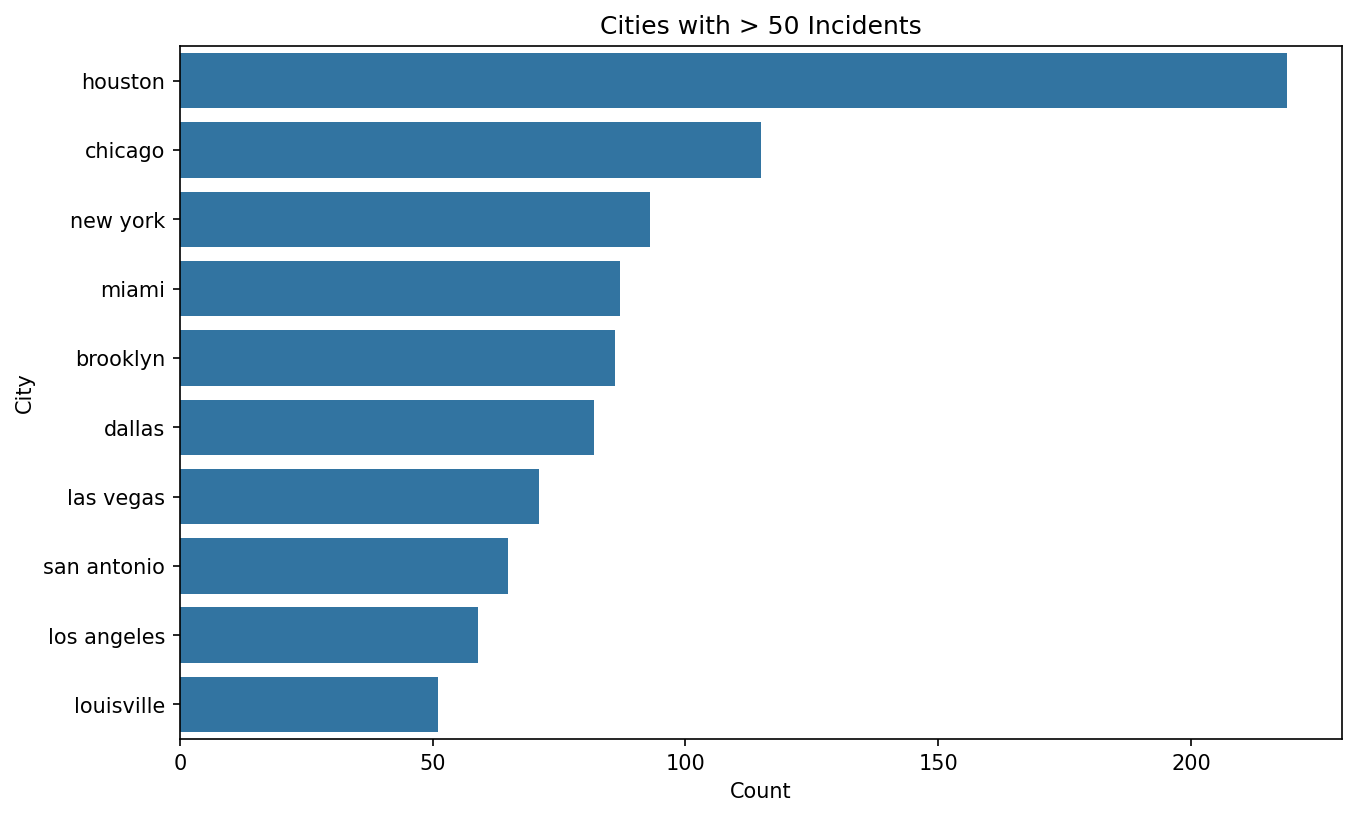 Cities with > 50 Incidents
houston
chicago
new york
miami
brooklyn
dallas
las vegas
san antonio
los angeles
louisville
City
0 50 100 150 200
Count